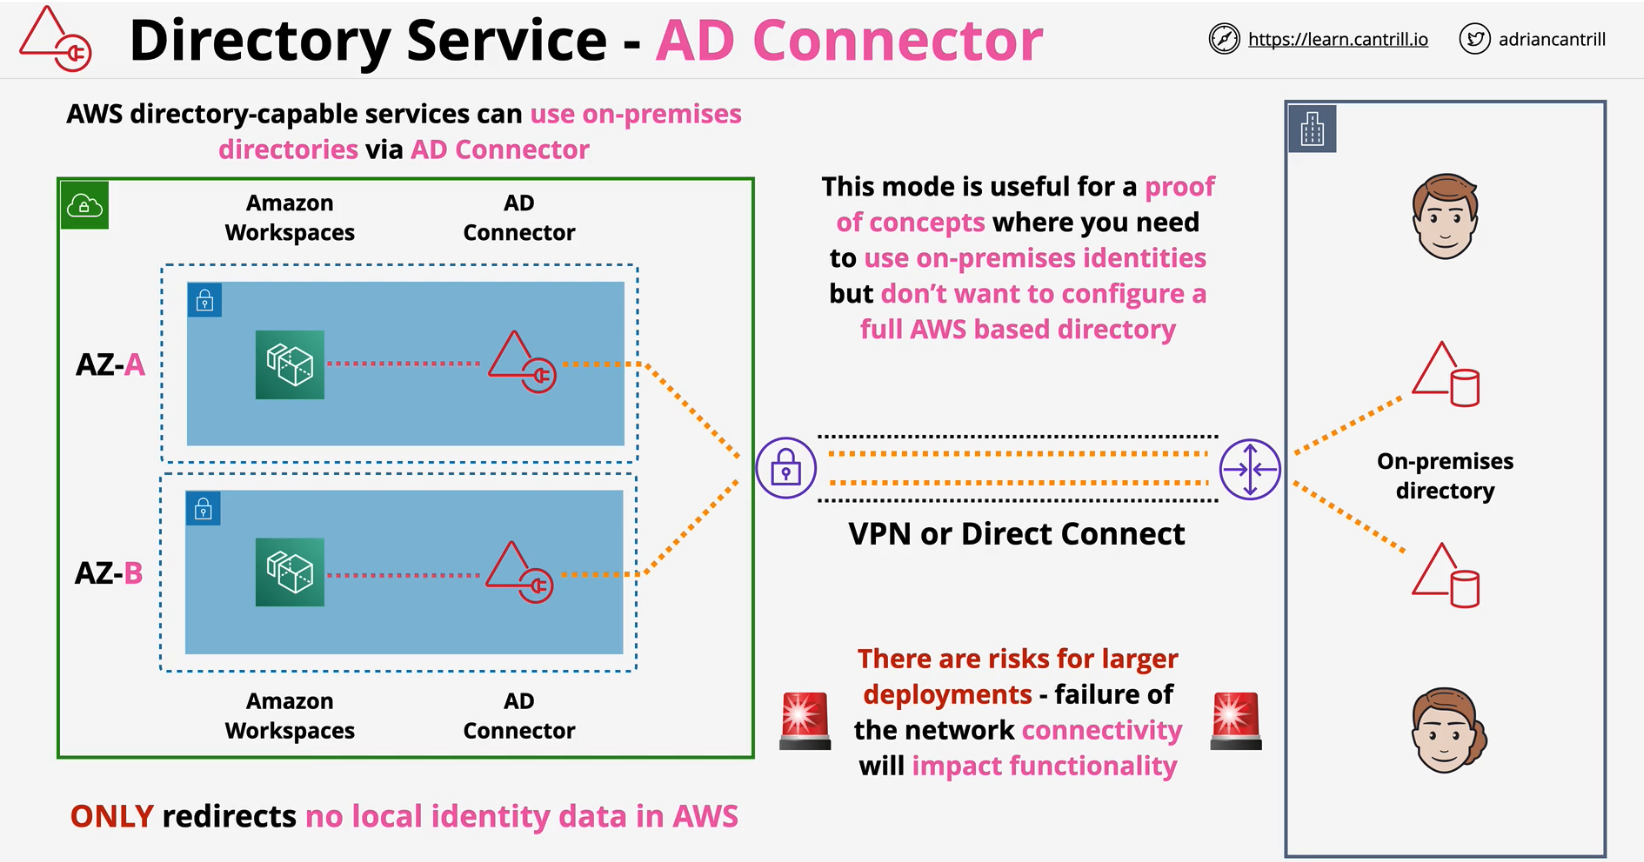 Directory Service - AD Connector
https://learn.cantrill.io
adriancantrill
AWS directory-capable services can use on-premises
directories via AD Connector
Amazon
Workspaces
AD
Connector
AZ-A
AZ-B
Amazon
Workspaces
AD
Connector
ONLY redirects no local identity data in AWS
This mode is useful for a proof
of concepts where you need
to use on-premises identities
but don’t want to configure a
full AWS based directory
VPN or Direct Connect
There are risks for larger
deployments - failure of
the network connectivity
will impact functionality
On-premises
directory